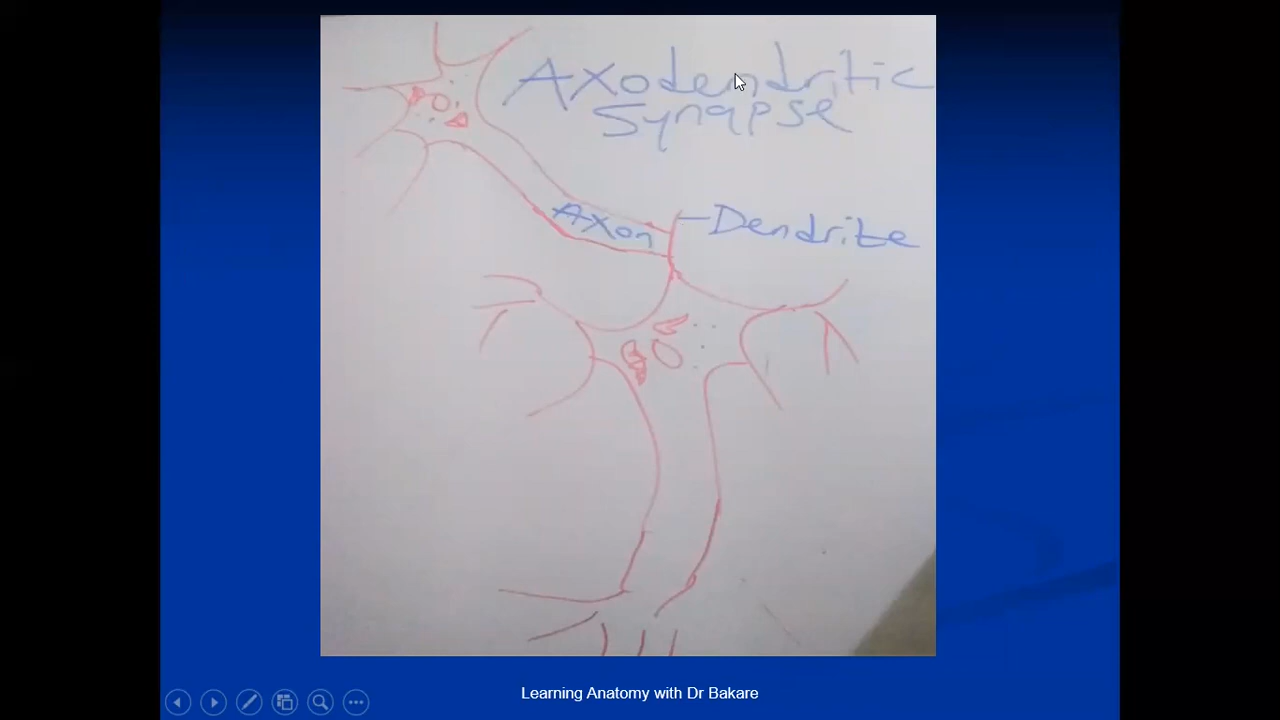 Axodendritic
Synapse
Axon
Dendrite
Learning Anatomy with Dr Bakare